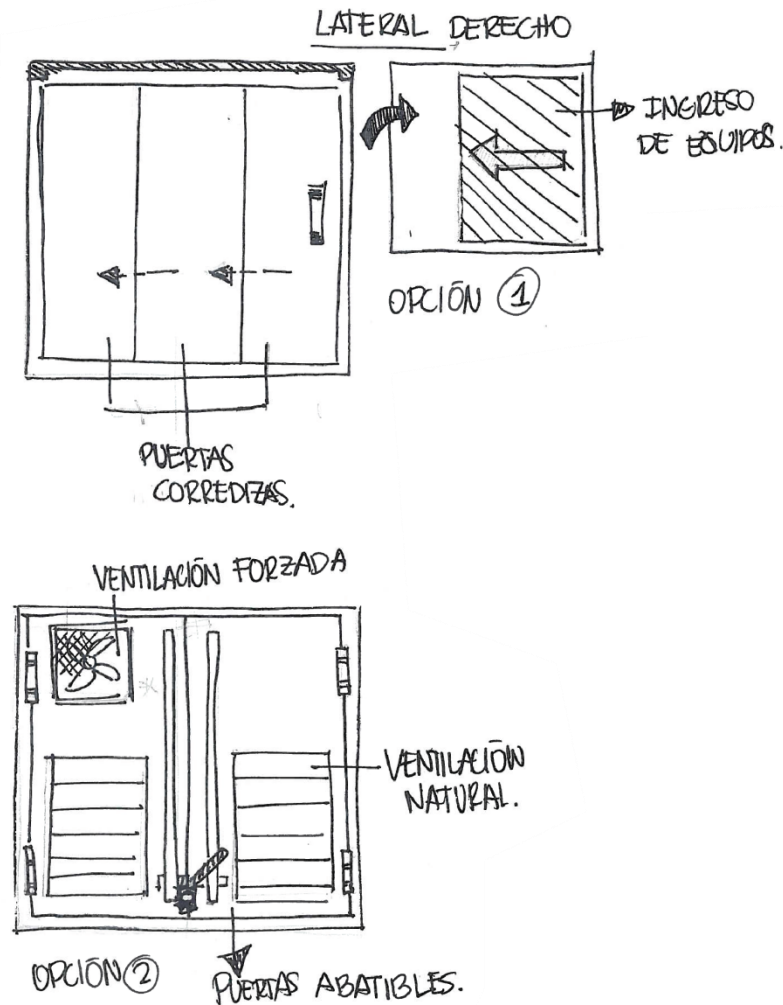 LATERAL DERECHO
INGRESO
DE EQUIPOS.
OPCIÓN 1
PUERTAS
CORREDIZAS.
VENTILACIÓN FORZADA
VENTILACIÓN
NATURAL.
OPCIÓN 2
PUERTAS ABATIBLES.